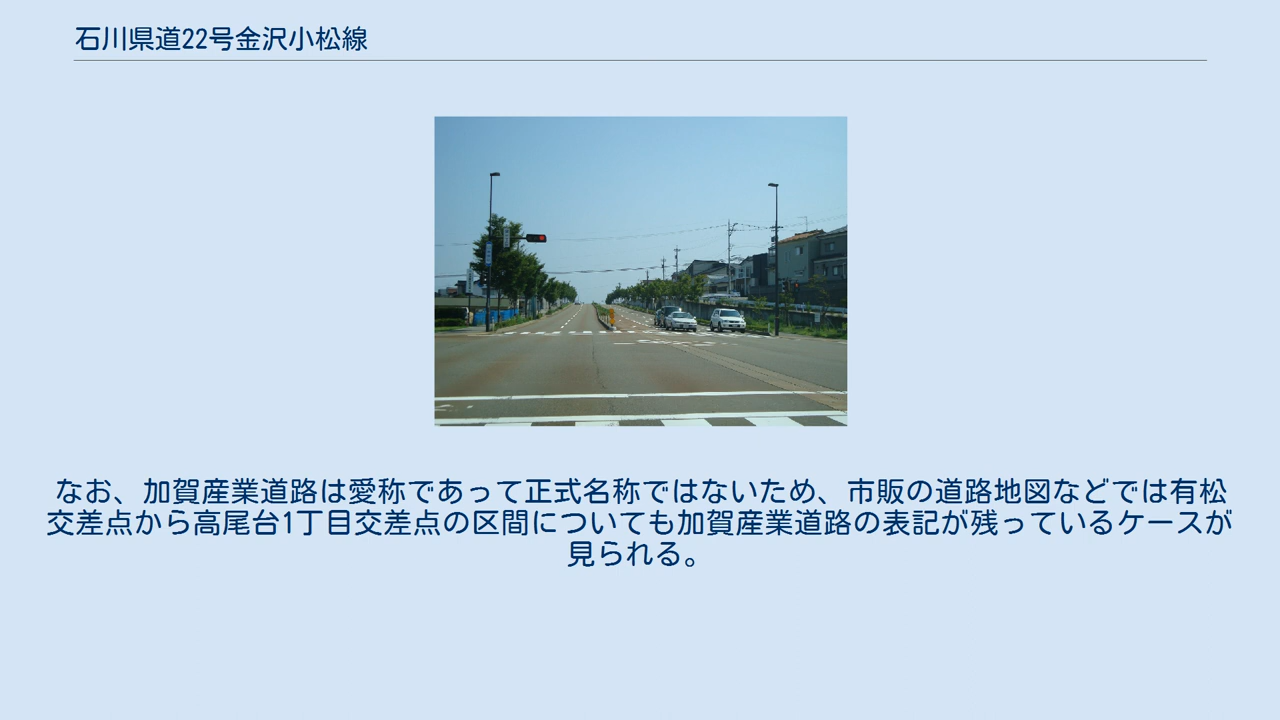 石川県道22号金沢小松線
なお、加賀産業道路は愛称であって正式名称ではないため、市販の道路地図などでは有松
交差点から高尾台1丁目交差点の区間についても加賀産業道路の表記が残っているケースが
見られる。